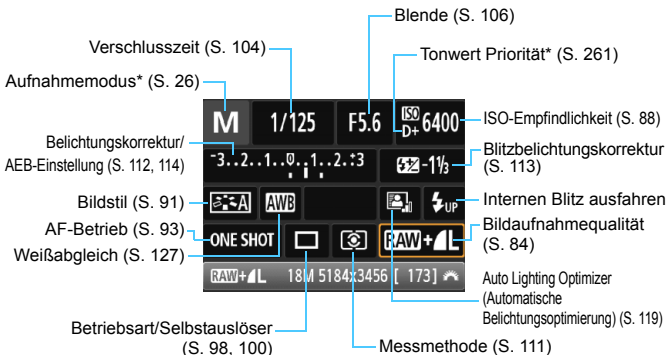 Blende (S. 106)
Verschlusszeit (S. 104)
Tonwert Priorität* (S. 261)
Aufnahmemodus* (S. 26)
M 1/125 F5.6 ISO D+ 6400
ISO-Empfindlichkeit (S. 88)
Belichtungskorrektur/
AEB-Einstellung (S. 112, 114)
-3..2..1..0..1..2.+3
-1⅓
Blitzbelichtungskorrektur
(S. 113)
Bildstil (S. 91)
A AWB
UP
Internen Blitz ausfahren
AF-Betrieb (S. 93)
ONE SHOT
RAW+L
Bildaufnahmequalität
(S. 84)
Weißabgleich (S. 127)
RAW+L 18M 5184x3456 [ 173]
Auto Lighting Optimizer
(Automatische
Belichtungsoptimierung) (S. 119)
Betriebsart/Selbstauslöser
(S. 98, 100)
Messmethode (S. 111)